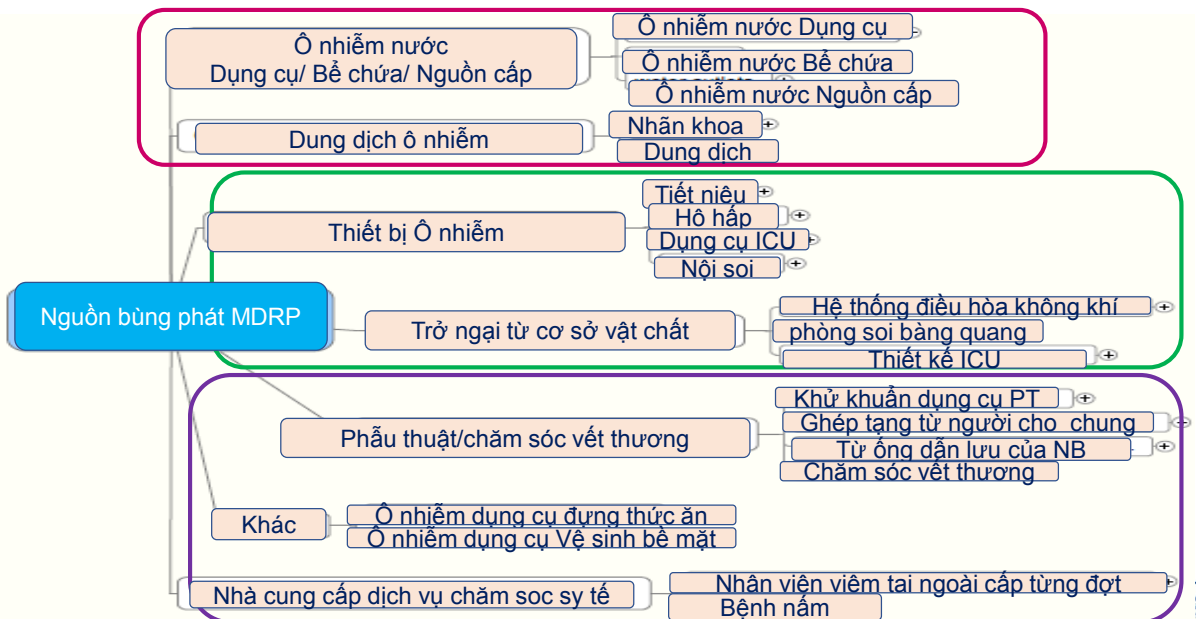 Ô nhiễm nước
Dụng cụ/ Bể chứa/ Nguồn cấp
Ô nhiễm nước Dụng cụ
Ô nhiễm nước Bể chứa
Ô nhiễm nước Nguồn cấp
Dung dịch ô nhiễm
Nhãn khoa
Dung dịch
Thiết bị Ô nhiễm
Tiết niệu
Hô hấp
Dụng cụ ICU
Nội soi
Nguồn bùng phát MDRP
Trở ngại từ cơ sở vật chất
Hệ thống điều hòa không khí
phòng soi bàng quang
Thiết kế ICU
Phẫu thuật/chăm sóc vết thương
Khử khuẩn dụng cụ PT
Ghép tạng từ người cho chung
Từ ống dẫn lưu của NB
Chăm sóc vết thương
Khác
Ô nhiễm dụng cụ đựng thức ăn
Ô nhiễm dụng cụ Vệ sinh bề mặt
Nhà cung cấp dịch vụ chăm soc sy tế
Nhân viên viêm tai ngoài cấp từng đợt
Bệnh nấm